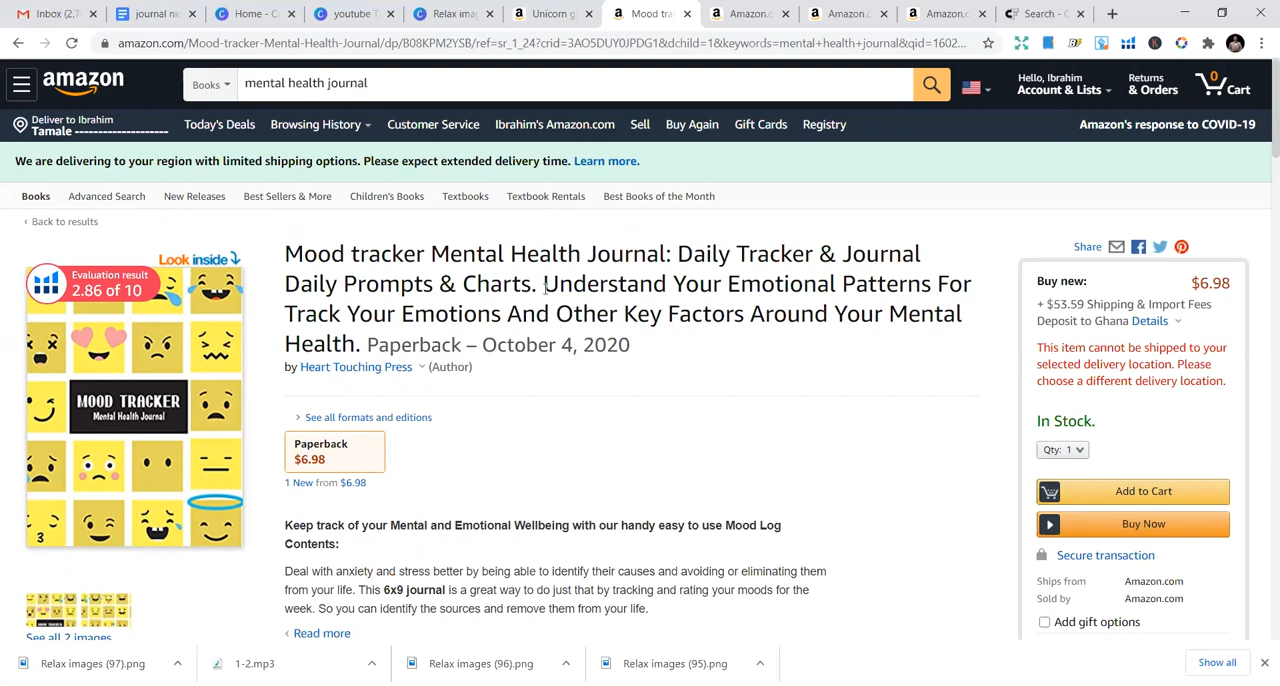 Inbox (2,7
journal nic
Home - Ca
youtube T
Relax imag
Unicorn g
Mood trac
Amazon.c
Amazon.c
Amazon.c
Search - C
amazon.com/Mood-tracker-Mental-Health-Journal/dp/B08KPM2YSB/ref=sr_1_24?crid=3AO5DUY0JPDG1&dchild=1&keywords=mental+health+journal&qid=1602...
amazon
Books
mental health journal
Hello, Ibrahim
Account & Lists
Returns
& Orders
0
Cart
Deliver to Ibrahim
Tamale -------------------
Today's Deals
Browsing History
Customer Service
Ibrahim's Amazon.com
Sell
Buy Again
Gift Cards
Registry
Amazon's response to COVID-19
We are delivering to your region with limited shipping options. Please expect extended delivery time. Learn more.
Books
Advanced Search
New Releases
Best Sellers & More
Children's Books
Textbooks
Textbook Rentals
Best Books of the Month
‹ Back to results
Look inside
Evaluation result
2.86 of 10
MOOD TRACKER
Mental Health Journal
3
See all 2 images
Mood tracker Mental Health Journal: Daily Tracker & Journal
Daily Prompts & Charts. Understand Your Emotional Patterns For
Track Your Emotions And Other Key Factors Around Your Mental
Health. Paperback – October 4, 2020
by Heart Touching Press (Author)
› See all formats and editions
Paperback
$6.98
1 New from $6.98
Keep track of your Mental and Emotional Wellbeing with our handy easy to use Mood Log
Contents:
Deal with anxiety and stress better by being able to identify their causes and avoiding or eliminating them
from your life. This 6x9 journal is a great way to do just that by tracking and rating your moods for the
week. So you can identify the sources and remove them from your life.
‹ Read more
Share
Buy new:
$6.98
+ $53.59 Shipping & Import Fees
Deposit to Ghana Details
This item cannot be shipped to your
selected delivery location. Please
choose a different delivery location.
In Stock.
Qty: 1
Add to Cart
Buy Now
Secure transaction
Ships from
Amazon.com
Sold by
Amazon.com
Add gift options
Relax images (97).png
1-2.mp3
Relax images (96).png
Relax images (95).png
Show all